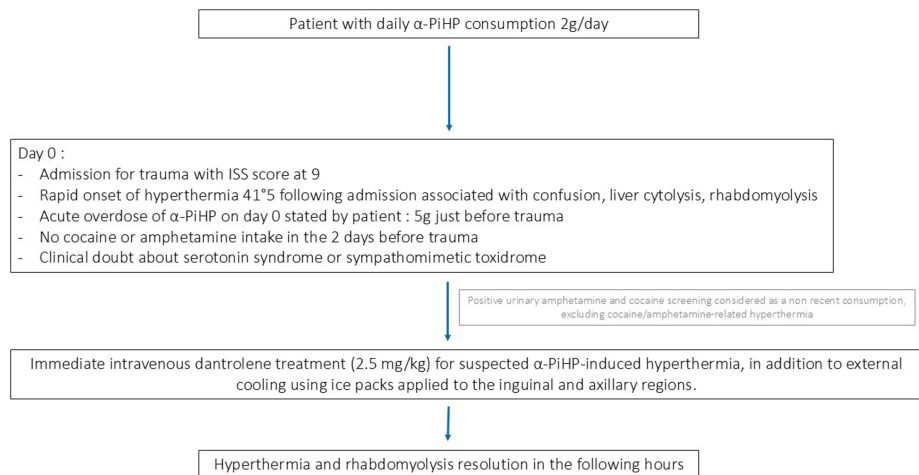 Patient with daily α-PiHP consumption 2g/day
Day 0 :
- Admission for trauma with ISS score at 9
- Rapid onset of hyperthermia 41°5 following admission associated with confusion, liver cytolysis, rhabdomyolysis
- Acute overdose of α-PiHP on day 0 stated by patient : 5g just before trauma
- No cocaine or amphetamine intake in the 2 days before trauma
- Clinical doubt about serotonin syndrome or sympathomimetic toxidrome
Positive urinary amphetamine and cocaine screening considered as a non recent consumption,
excluding cocaine/amphetamine-related hyperthermia
Immediate intravenous dantrolene treatment (2.5 mg/kg) for suspected α-PiHP-induced hyperthermia, in addition to external
cooling using ice packs applied to the inguinal and axillary regions.
Hyperthermia and rhabdomyolysis resolution in the following hours